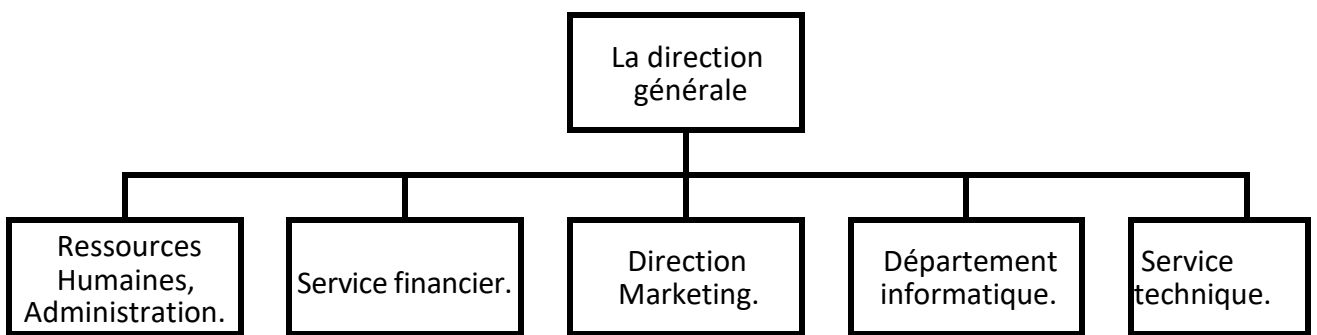 La direction
générale
Ressources
Humaines,
Administration.
Service financier.
Direction
Marketing.
Département
informatique.
Service
technique.